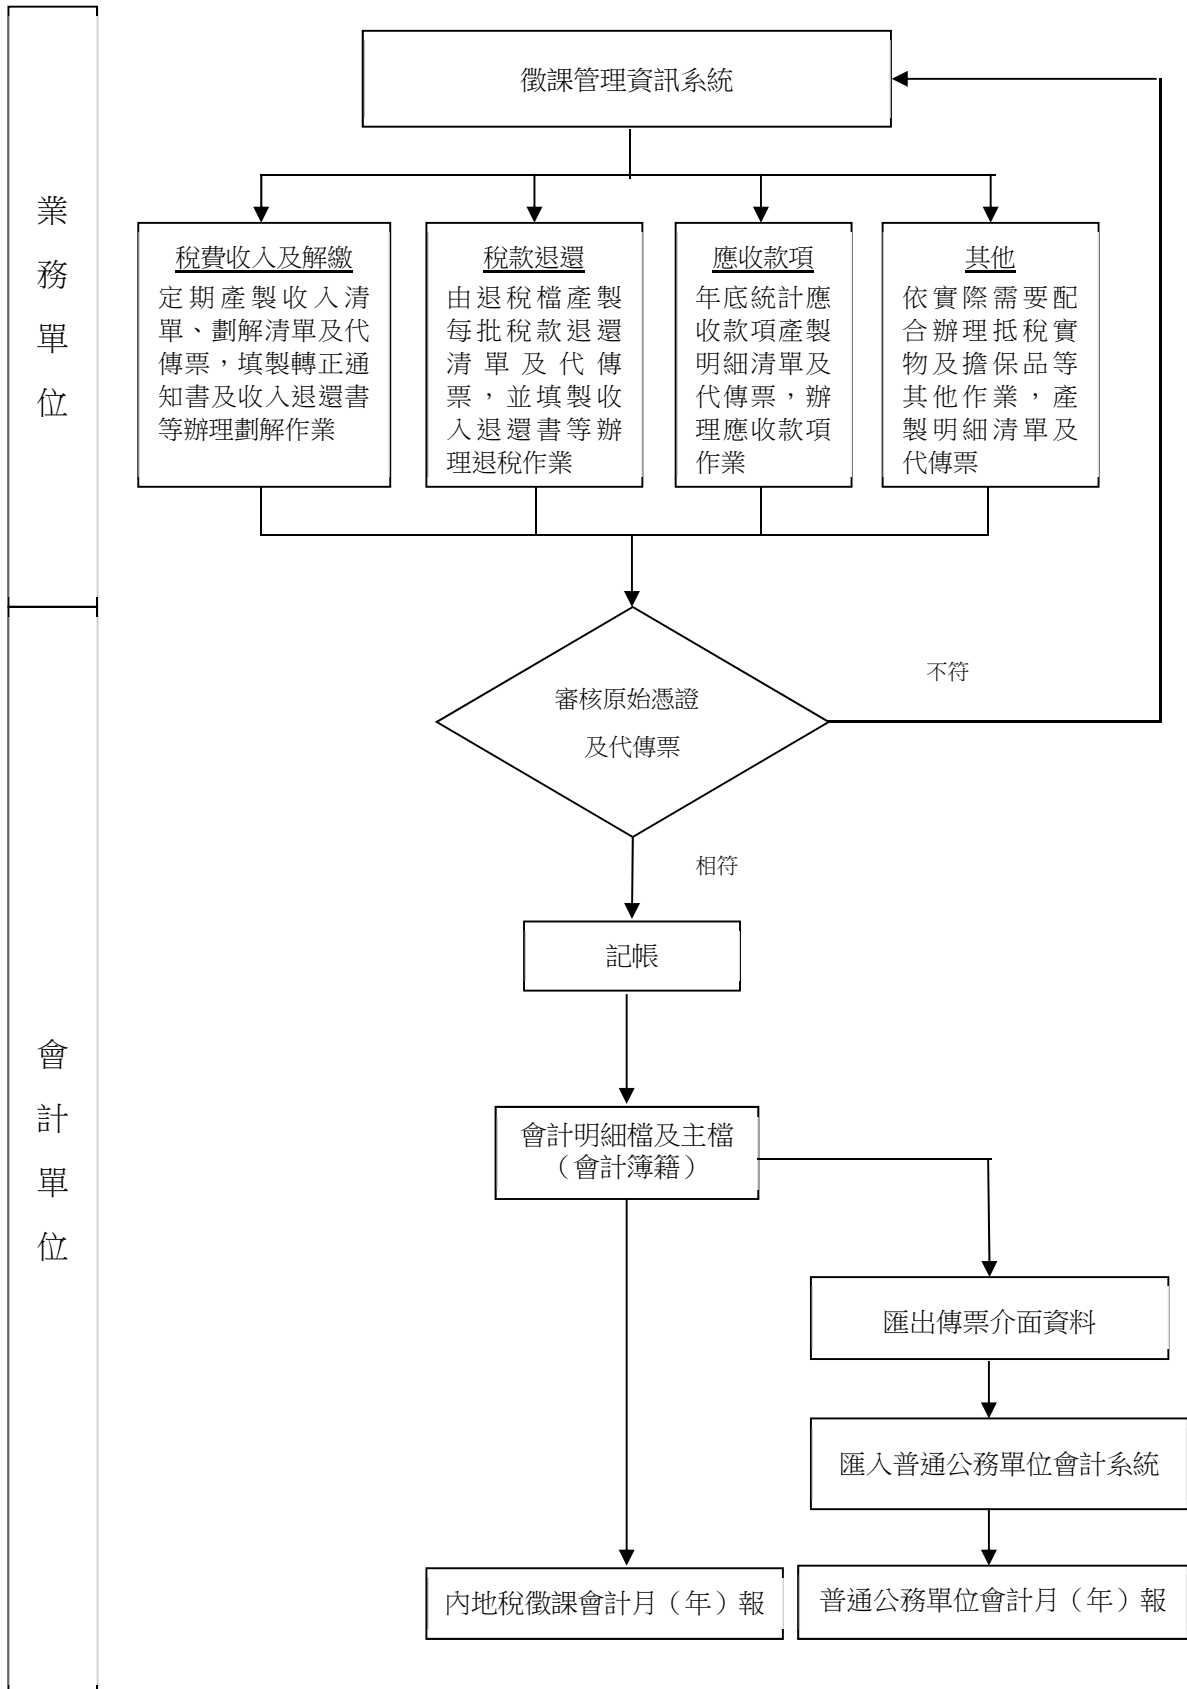 業
務
單
位
徵課管理資訊系統
稅費收入及解繳
定期產製收入清
單、劃解清單及代
傳票，填製轉正通
知書及收入退還書
等辦理劃解作業
稅款退還
由退稅檔產製
每批稅款退還
清單及代傳
票，並填製收
入退還書等辦
理退稅作業
應收款項
年底統計應
收款項產製
明細清單及
代傳票，辦
理應收款項
作業
其他
依實際需要配
合辦理抵稅實
物及擔保品等
其他作業，產
製明細清單及
代傳票
會
計
單
位
審核原始憑證
及代傳票
不符
相符
記帳
會計明細檔及主檔
（會計簿籍）
匯出傳票介面資料
匯入普通公務單位會計系統
內地稅徵課會計月（年）報
普通公務單位會計月（年）報